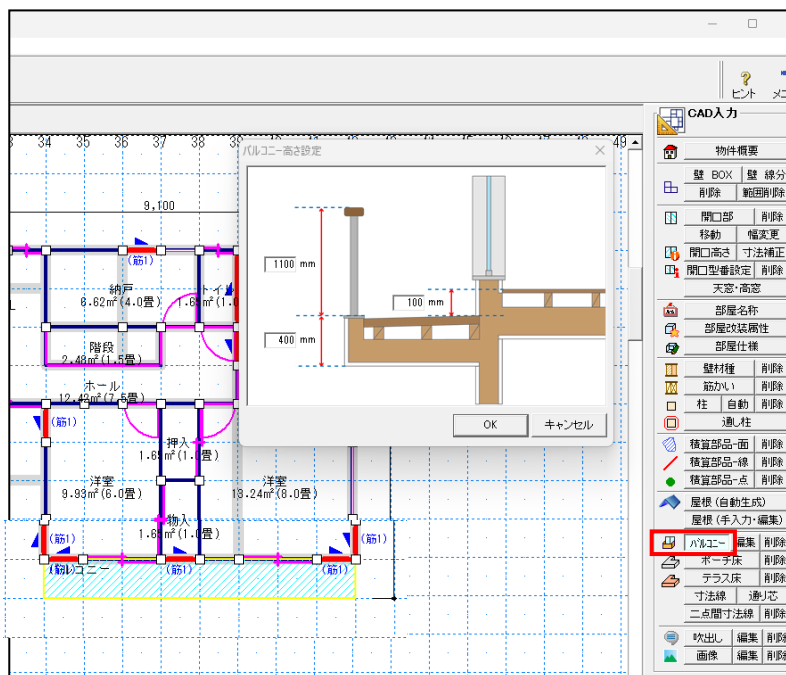 ヒント
CAD入力
34 35 36 37 38 49
バルコニー高さ設定
物件概要
壁 BOX 壁 線分
削除 範囲削除
9,100
開口部 削除
移動 幅変更
開口高さ 寸法補正
開口型番設定 削除
天窓・高窓
1100 mm
100 mm
400 mm
OK キャンセル
部屋名称
部屋改装属性
部屋仕様
壁材種 削除
筋かい 削除
柱 自動 削除
通し柱
積算部品-面 削除
積算部品-線 削除
積算部品-点 削除
屋根(自動生成)
屋根(手入力・編集)
バルコニー 編集 削除
ポーチ床 削除
テラス床 削除
寸法線 通り芯
二点間寸法線 削除
吹出し 編集 削除
画像 編集 削除
(筋1)
納戸
6.62㎡(4.0畳)
トイレ
階段
2.48㎡(1.5畳)
ホール
12.42㎡(7.5畳)
(筋1)
押入
1.65㎡(1.0畳)
洋室
9.93㎡(6.0畳)
洋室
13.24㎡(8.0畳)
物入
1.65㎡(1.0畳)
(筋1)
(筋1)
バルコニー
(筋1)
(筋1)